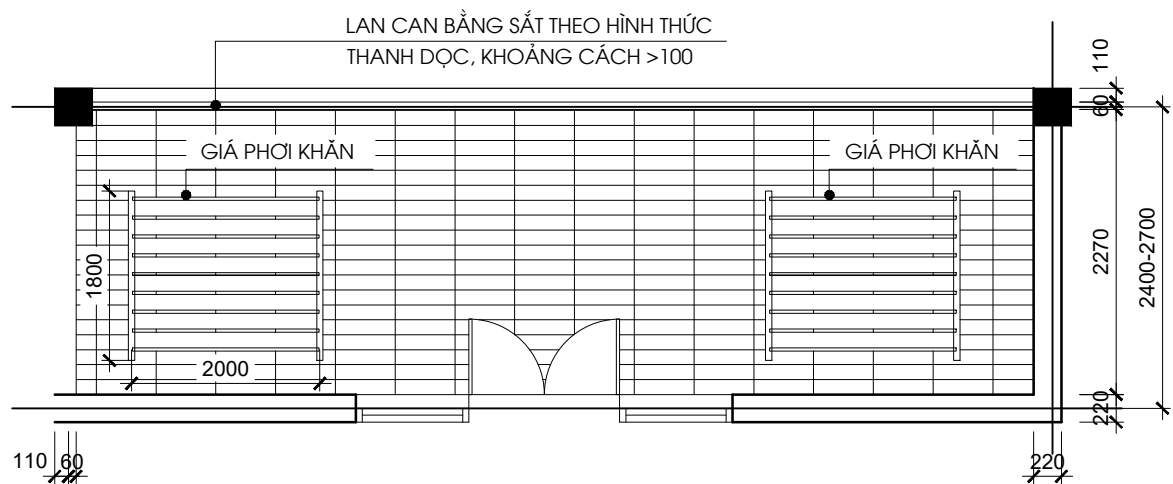 LAN CAN BẰNG SẮT THEO HÌNH THỨC
THANH DỌC, KHOẢNG CÁCH >100
110
60
GIÁ PHƠI KHĂN
GIÁ PHƠI KHĂN
1800
2270
2400-2700
2000
220
110
60
220